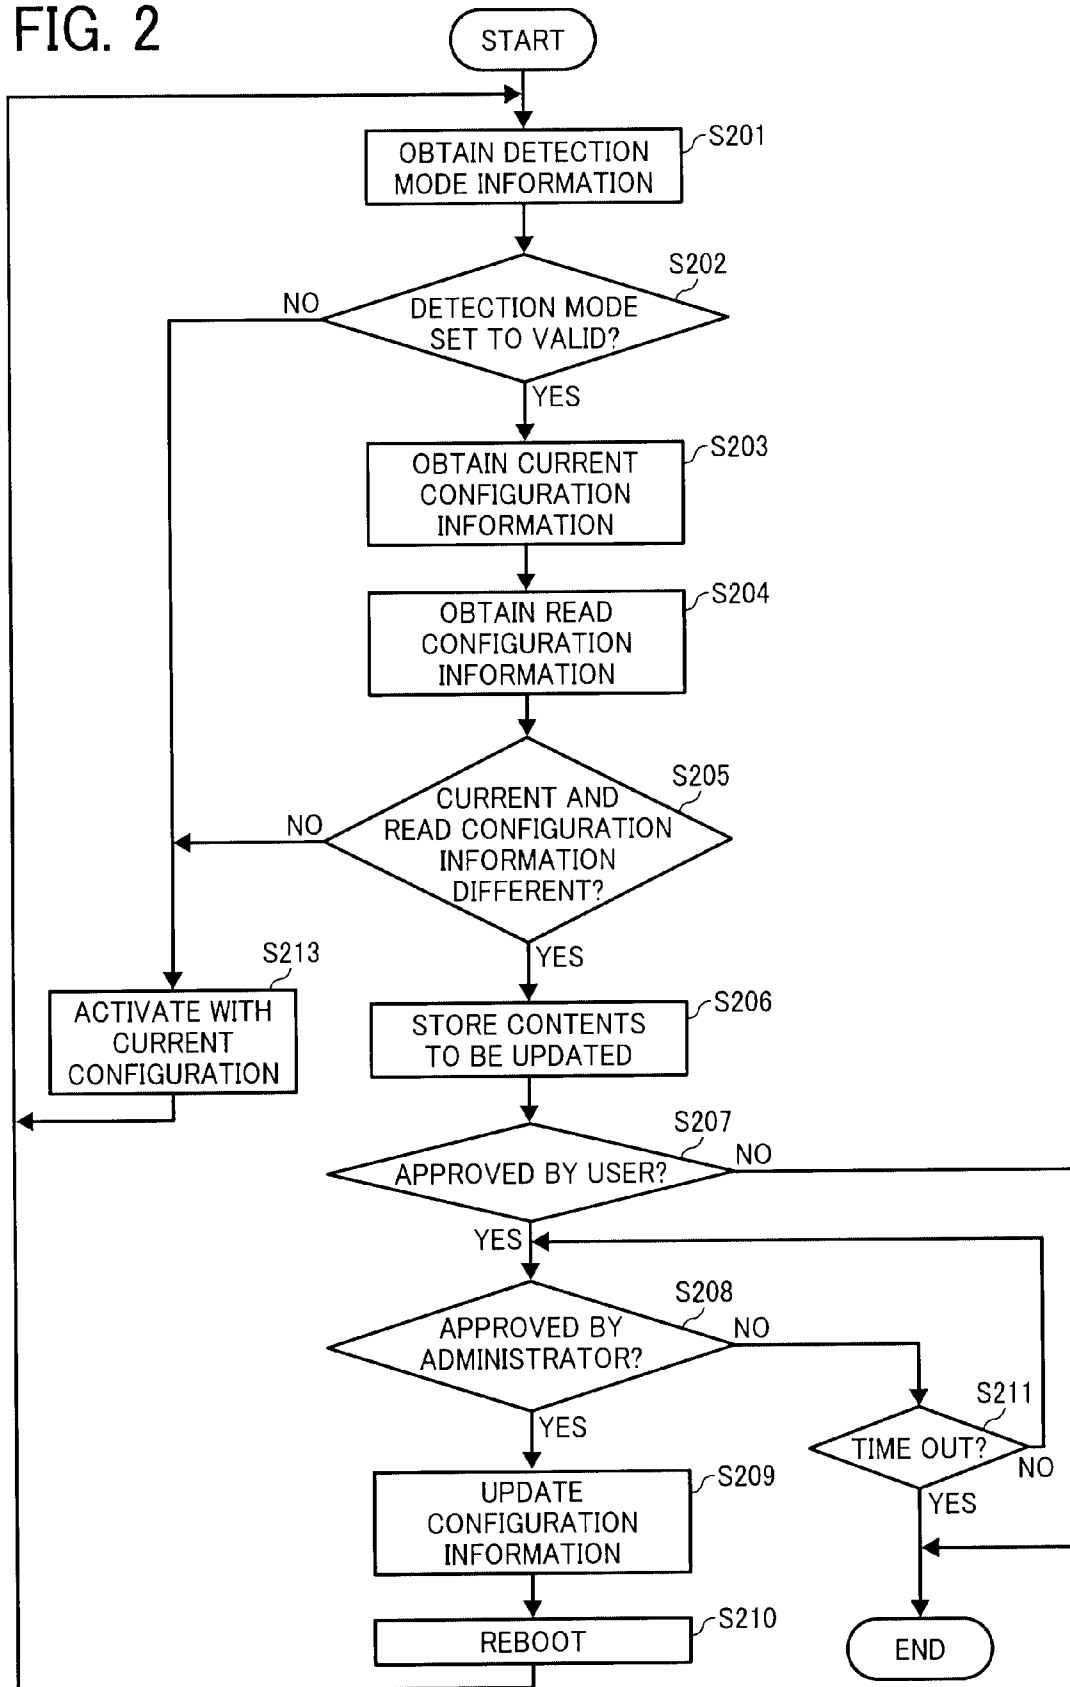 FIG. 2
START
S201
OBTAIN DETECTION
MODE INFORMATION
S202
NO
DETECTION MODE
SET TO VALID?
YES
S203
OBTAIN CURRENT
CONFIGURATION
INFORMATION
S204
OBTAIN READ
CONFIGURATION
INFORMATION
S205
NO
CURRENT AND
READ CONFIGURATION
INFORMATION
DIFFERENT?
YES
S213
ACTIVATE WITH
CURRENT
CONFIGURATION
S206
STORE CONTENTS
TO BE UPDATED
S207
APPROVED BY USER?
NO
YES
S208
APPROVED BY
ADMINISTRATOR?
NO
YES
S211
TIME OUT?
NO
YES
S209
UPDATE
CONFIGURATION
INFORMATION
S210
REBOOT
END